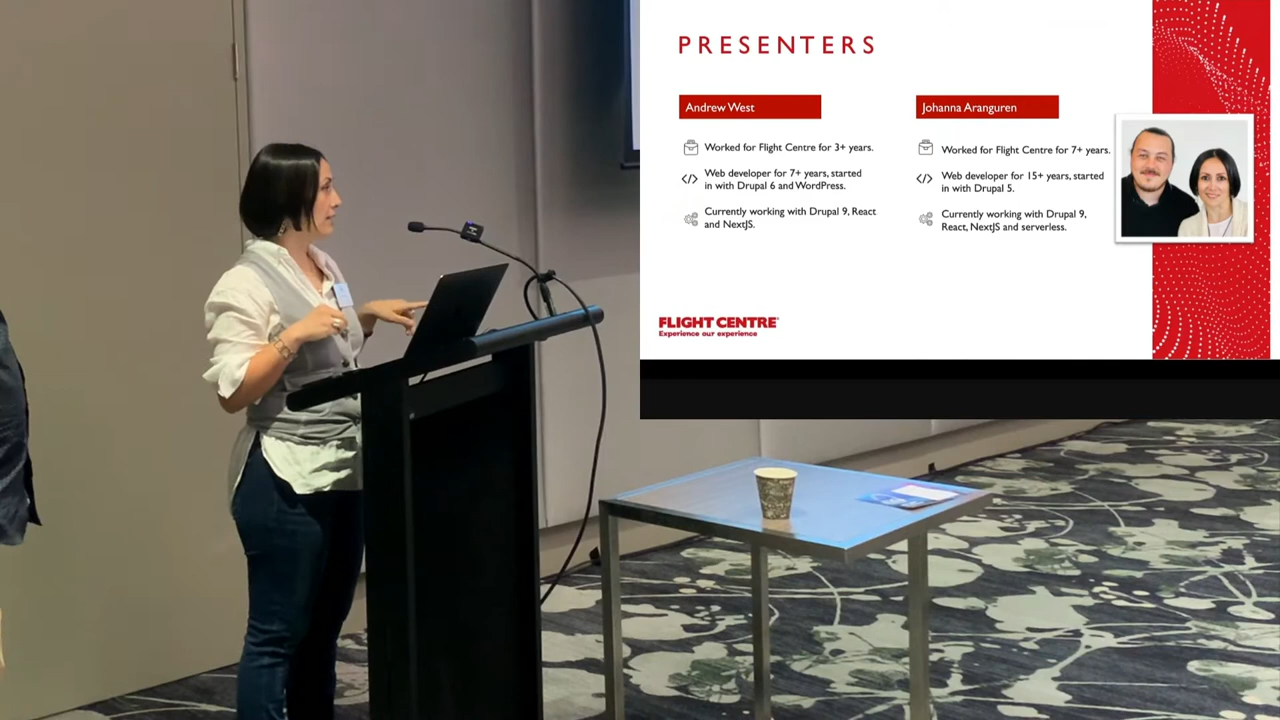 PRESENTERS
Andrew West
Worked for Flight Centre for 3+ years.
Web developer for 7+ years, started
in with Drupal 6 and WordPress.
Currently working with Drupal 9, React
and NextJS.
Johanna Aranguren
Worked for Flight Centre for 7+ years.
Web developer for 15+ years, started
in with Drupal 5.
Currently working with Drupal 9,
React, NextJS and serverless.
FLIGHT CENTRE®
Experience our experience